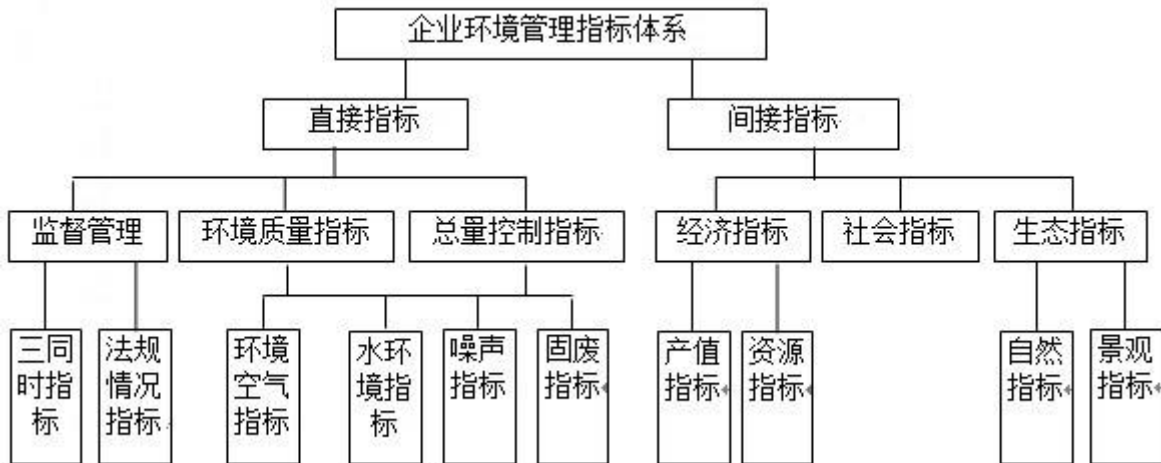 企业环境管理指标体系
直接指标
间接指标
监督管理
环境质量指标
总量控制指标
经济指标
社会指标
生态指标
三同
时指
标
法规
情况
指标
环境
空气
指标
水环
境指
标
噪声
指标
固废
指标
产值
指标
资源
指标
自然
指标
景观
指标